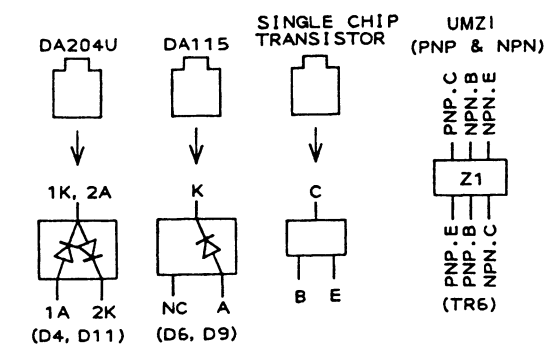 DA204U
1K, 2A
1A 2K
(D4, D11)
DA115
K
NC A
(D6, D9)
SINGLE CHIP
TRANSISTOR
C
B E
UMZ1
(PNP & NPN)
PNP.C
NPN.B
NPN.E
Z1
PNP.E
PNP.B
NPN.C
(TR6)